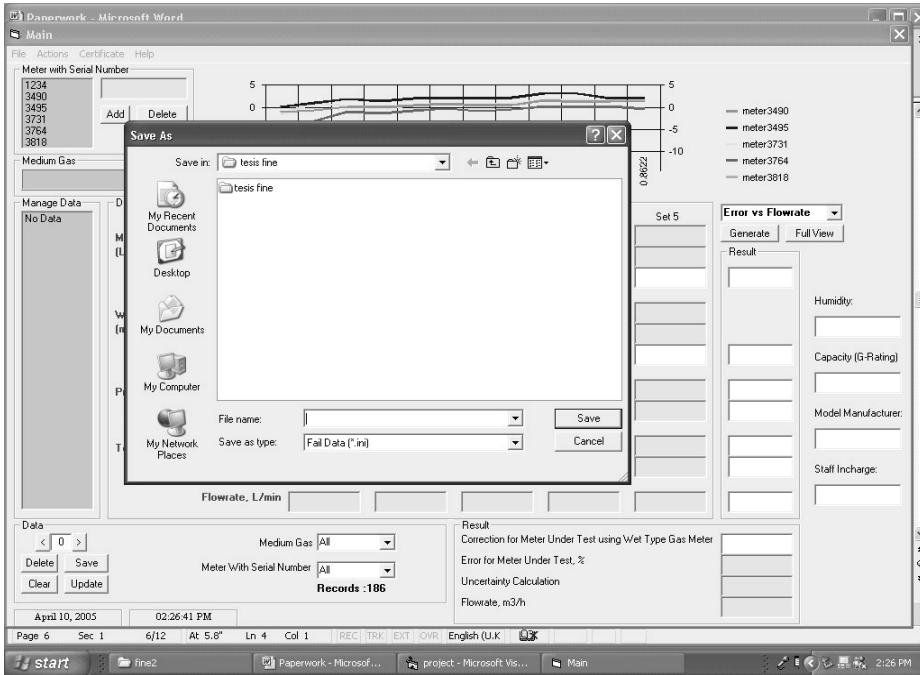 Paperwork - Microsoft Word
Main
File Actions Certificate Help
Meter with Serial Number
1234
3490
3495
3731
3764
3818
Add Delete
5
0
5
0
-5
-10
0.8622
meter3490
meter3495
meter3731
meter3764
meter3818
Medium Gas
Manage Data
No Data
Save As
Save in: tesis fine
tesis fine
My Recent
Documents
Desktop
My Documents
My Computer
My Network
Places
File name:
Save as type: Fail Data (*.ini)
Save
Cancel
Set 5
Error vs Flowrate
Generate Full View
Result
Humidity:
Capacity (G-Rating)
Model Manufacturer:
Staff Incharge:
Flowrate, L/min
Data
< 0 >
Delete Save
Clear Update
Medium Gas All
Meter With Serial Number All
Records :186
Result
Correction for Meter Under Test using Wet Type Gas Meter
Error for Meter Under Test, %
Uncertainty Calculation
Flowrate, m3/h
April 10, 2005 02:26:41 PM
Page 6 Sec 1 6/12 At 5.8" Ln 4 Col 1 REC TRK EXT OVR English (U.K
start fine2 Paperwork - Microsof... project - Microsoft Vis... Main 2:26 PM